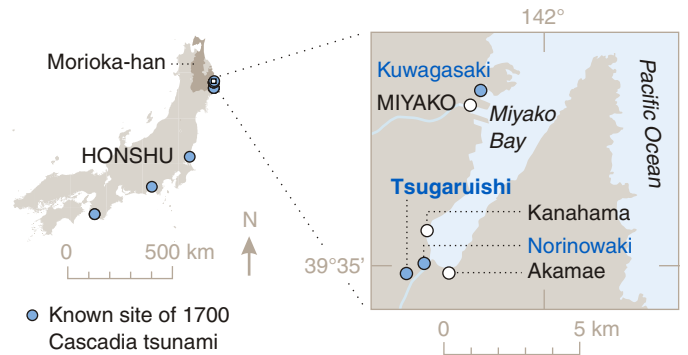 Morioka-han
HONSHU
N
0 500 km
Known site of 1700
Cascadia tsunami
142°
Kuwagasaki
MIYAKO
Miyako
Bay
Pacific Ocean
Tsugaruishi
Kanahama
Norinowaki
39°35'
Akamae
0 5 km